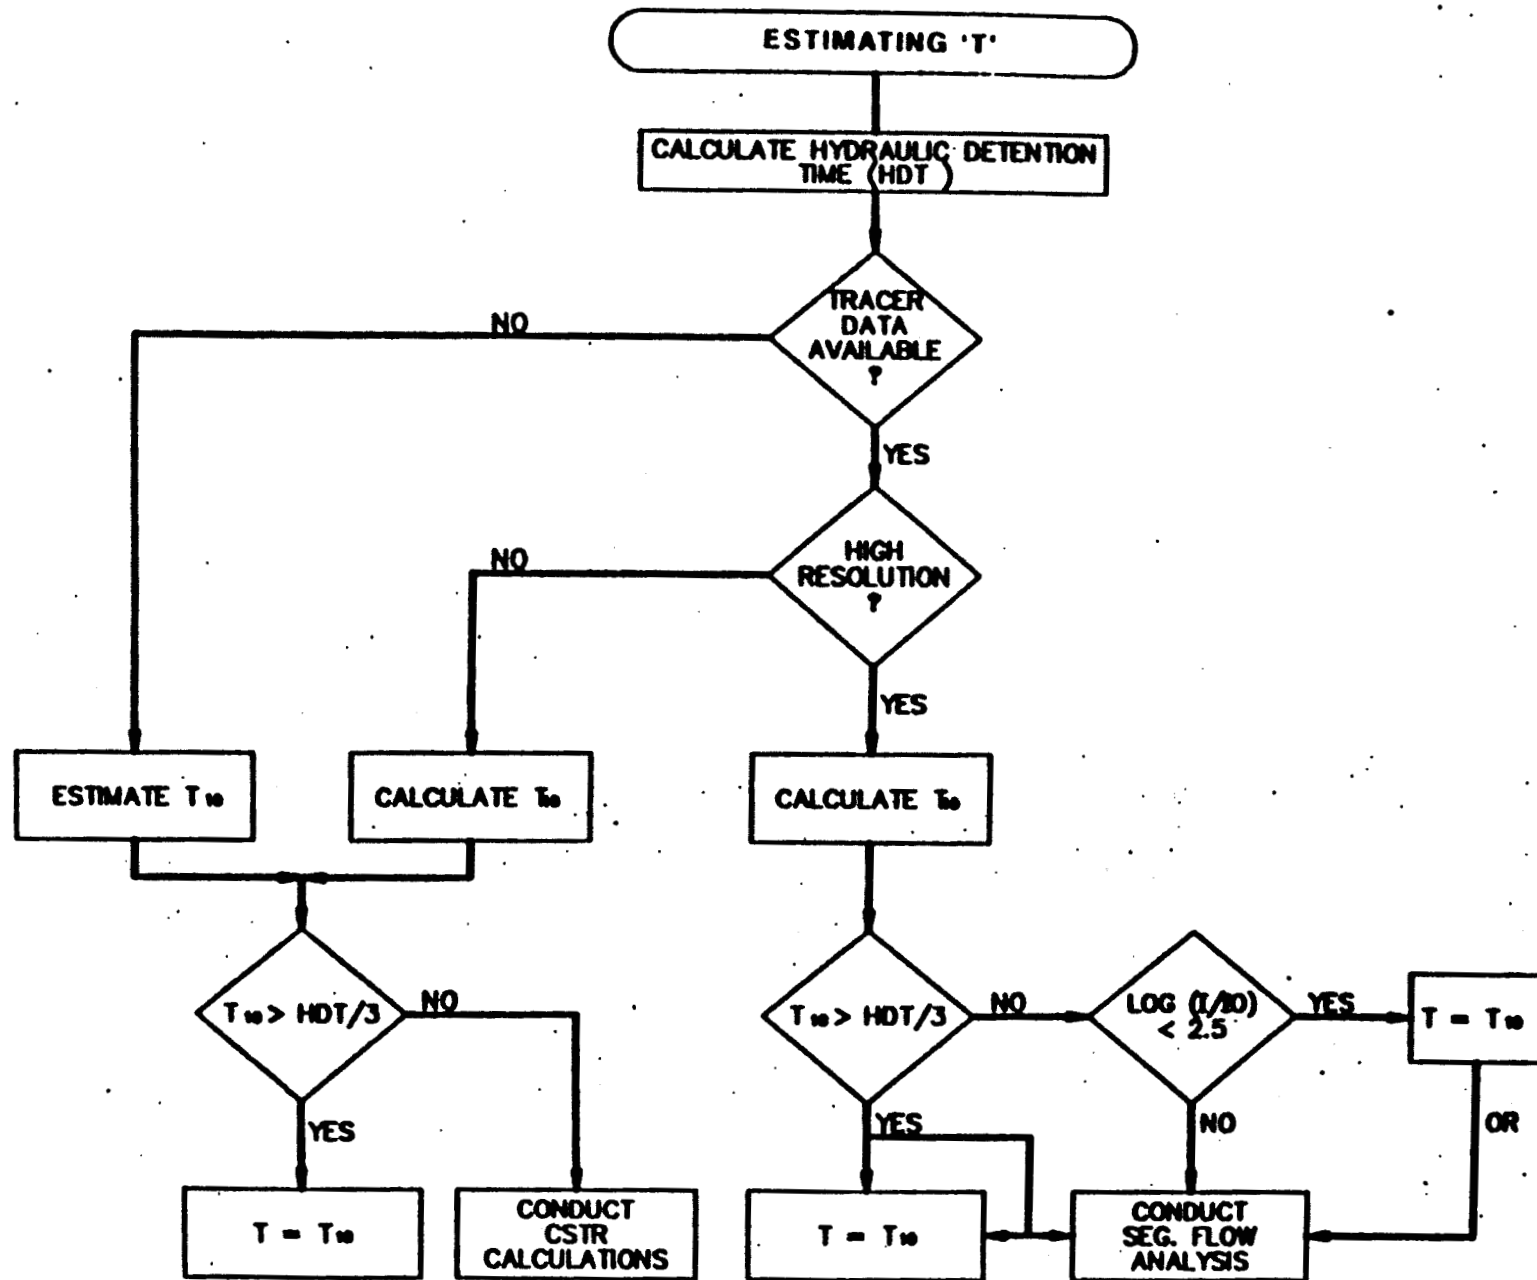 ESTIMATING 'T'
CALCULATE HYDRAULIC DETENTION
TIME (HDT )
TRACER
DATA
AVAILABLE
?
NO
YES
HIGH
RESOLUTION
?
NO
YES
ESTIMATE T₁₀
CALCULATE T₁₀
CALCULATE T₁₀
T₁₀ > HDT/3
NO
YES
T₁₀ > HDT/3
NO
YES
LOG (I/IO)
< 2.5
YES
NO
T = T₁₀
OR
T = T₁₀
CONDUCT
CSTR
CALCULATIONS
T = T₁₀
CONDUCT
SEG. FLOW
ANALYSIS